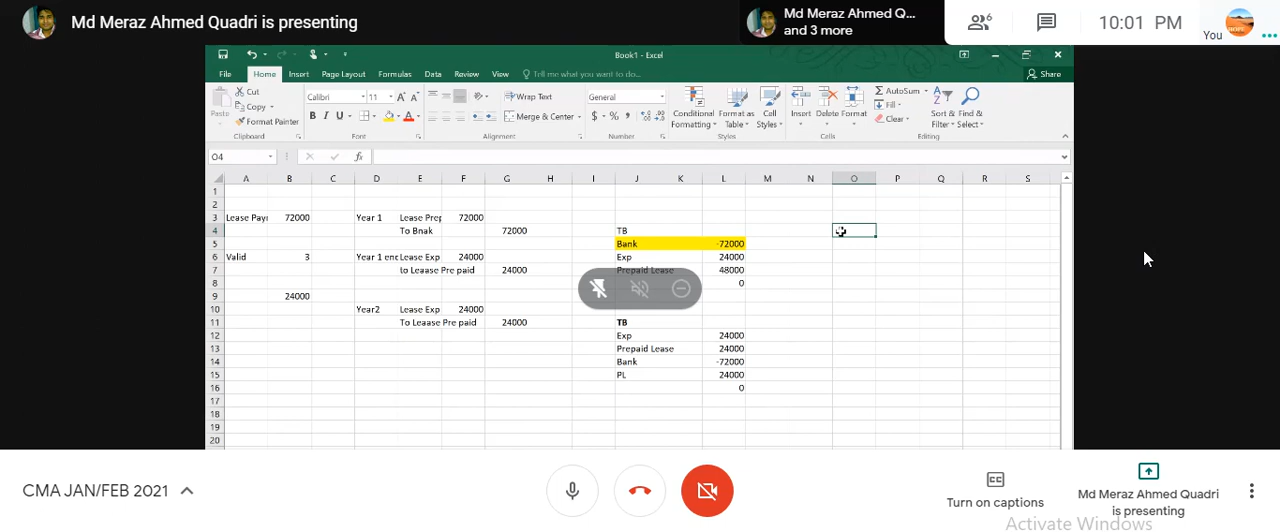 Md Meraz Ahmed Quadri is presenting
Md Meraz Ahmed Q...
and 3 more
6
10:01 PM
You
Book1 - Excel
File Home Insert Page Layout Formulas Data Review View Tell me what you want to do... Share
Paste
Cut
Copy
Format Painter
Clipboard
Calibri 11
B I U
Font
Wrap Text
Merge & Center
Alignment
General
$ % ,
Number
Conditional Formatting
Format as Table
Cell Styles
Styles
Insert Delete Format
Cells
AutoSum
Fill
Clear
Sort & Filter
Find & Select
Editing
O4 fx
A B C D E F G H I J K L M N O P Q R S
1
2
3 Lease Payr 72000 Year 1 Lease Prep 72000
4 To Bnak 72000 TB
5 Bank -72000
6 Valid 3 Year 1 enc Lease Exp 24000 Exp 24000
7 to Leaase Pre paid 24000 Prepaid Lease 48000
8 0
9 24000
10 Year2 Lease Exp 24000
11 To Leaase Pre paid 24000 TB
12 Exp 24000
13 Prepaid Lease 24000
14 Bank -72000
15 PL 24000
16 0
17
18
19
20
CMA JAN/FEB 2021
Turn on captions
Md Meraz Ahmed Quadri
is presenting
Activate Windows